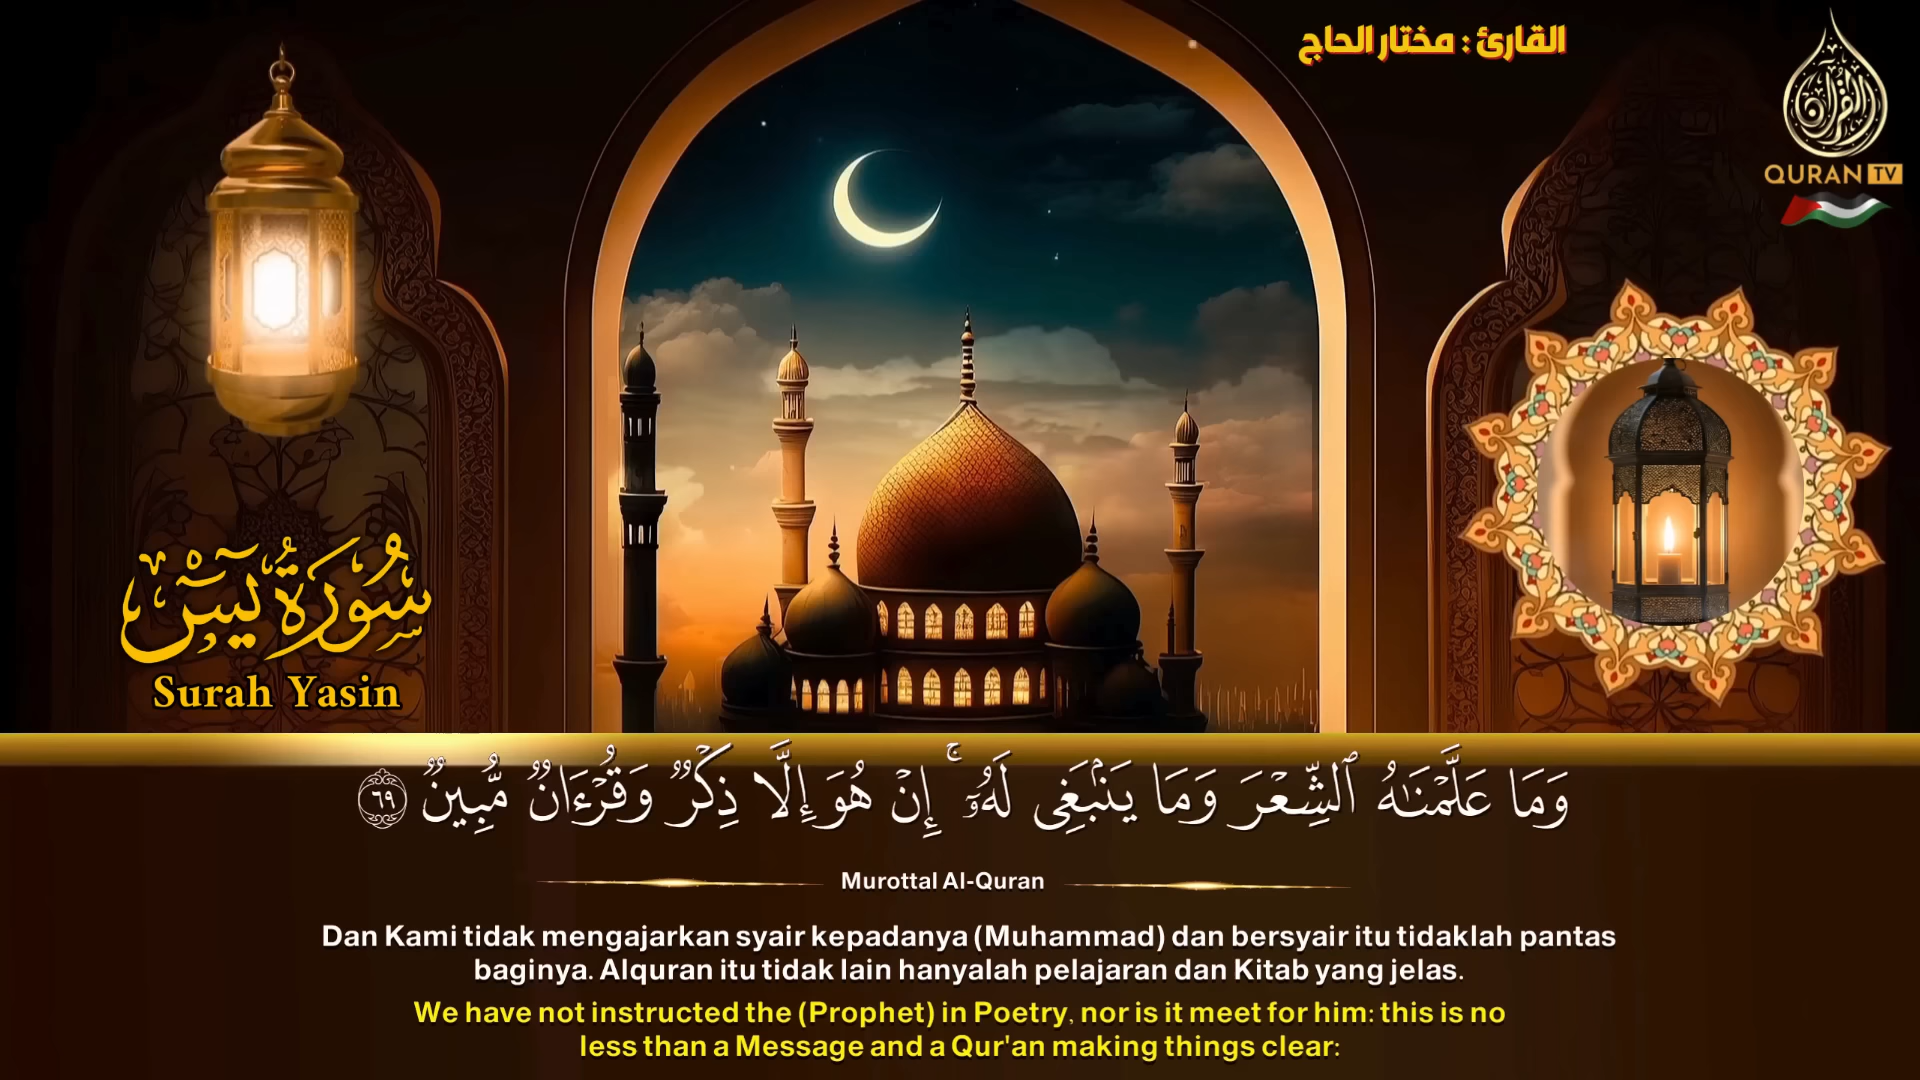 القارئ : مختار الحاج
القرآن
QURAN TV
سُورَةُ يٓسٓ
Surah Yasin
وَمَا عَلَّمْنَـٰهُ ٱلشِّعْرَ وَمَا يَنۢبَغِى لَهُۥٓ ۚ إِنْ هُوَ إِلَّا ذِكْرٌ وَقُرْءَانٌ مُّبِينٌ ٦٩
Murottal Al-Quran
Dan Kami tidak mengajarkan syair kepadanya (Muhammad) dan bersyair itu tidaklah pantas
baginya. Alquran itu tidak lain hanyalah pelajaran dan Kitab yang jelas.
We have not instructed the (Prophet) in Poetry, nor is it meet for him: this is no
less than a Message and a Qur'an making things clear: